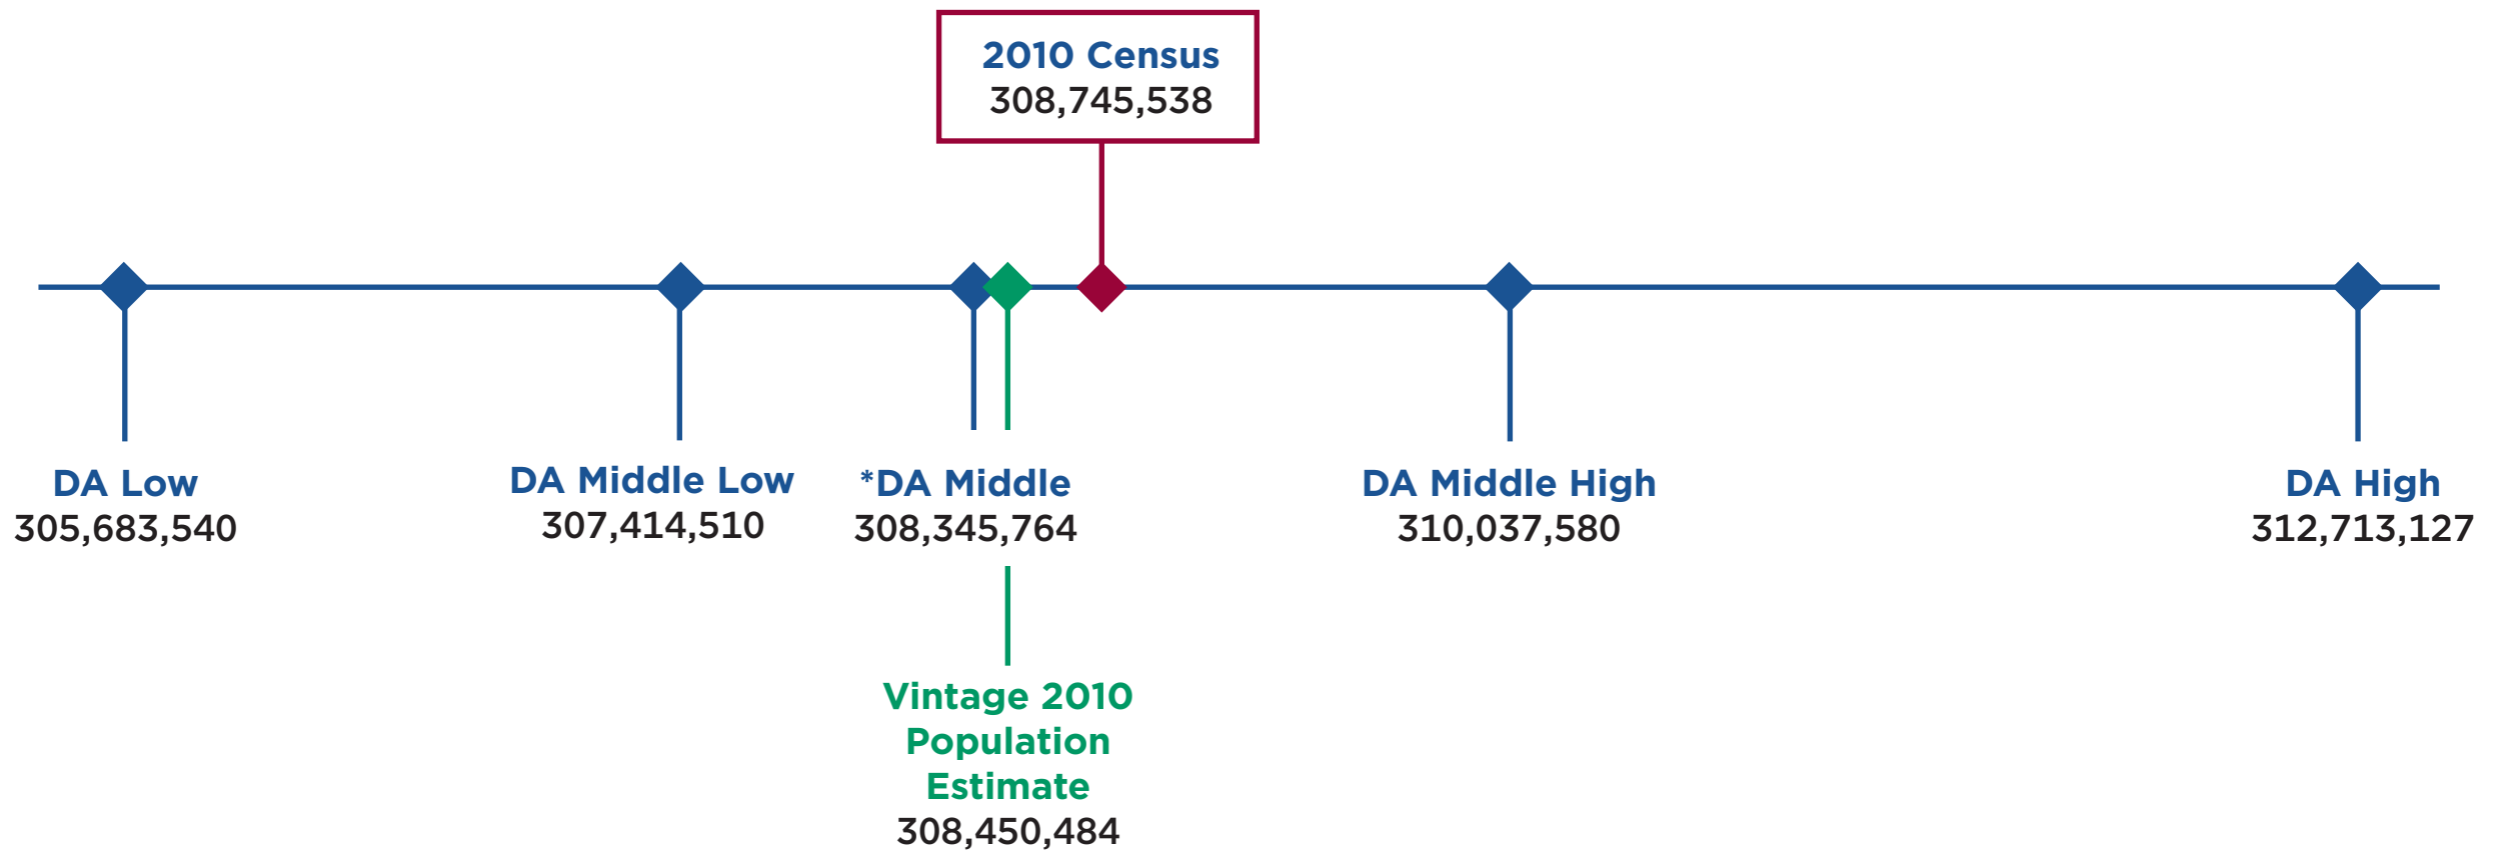 2010 Census
308,745,538
DA Low
305,683,540
DA Middle Low
307,414,510
*DA Middle
308,345,764
DA Middle High
310,037,580
DA High
312,713,127
Vintage 2010
Population
Estimate
308,450,484